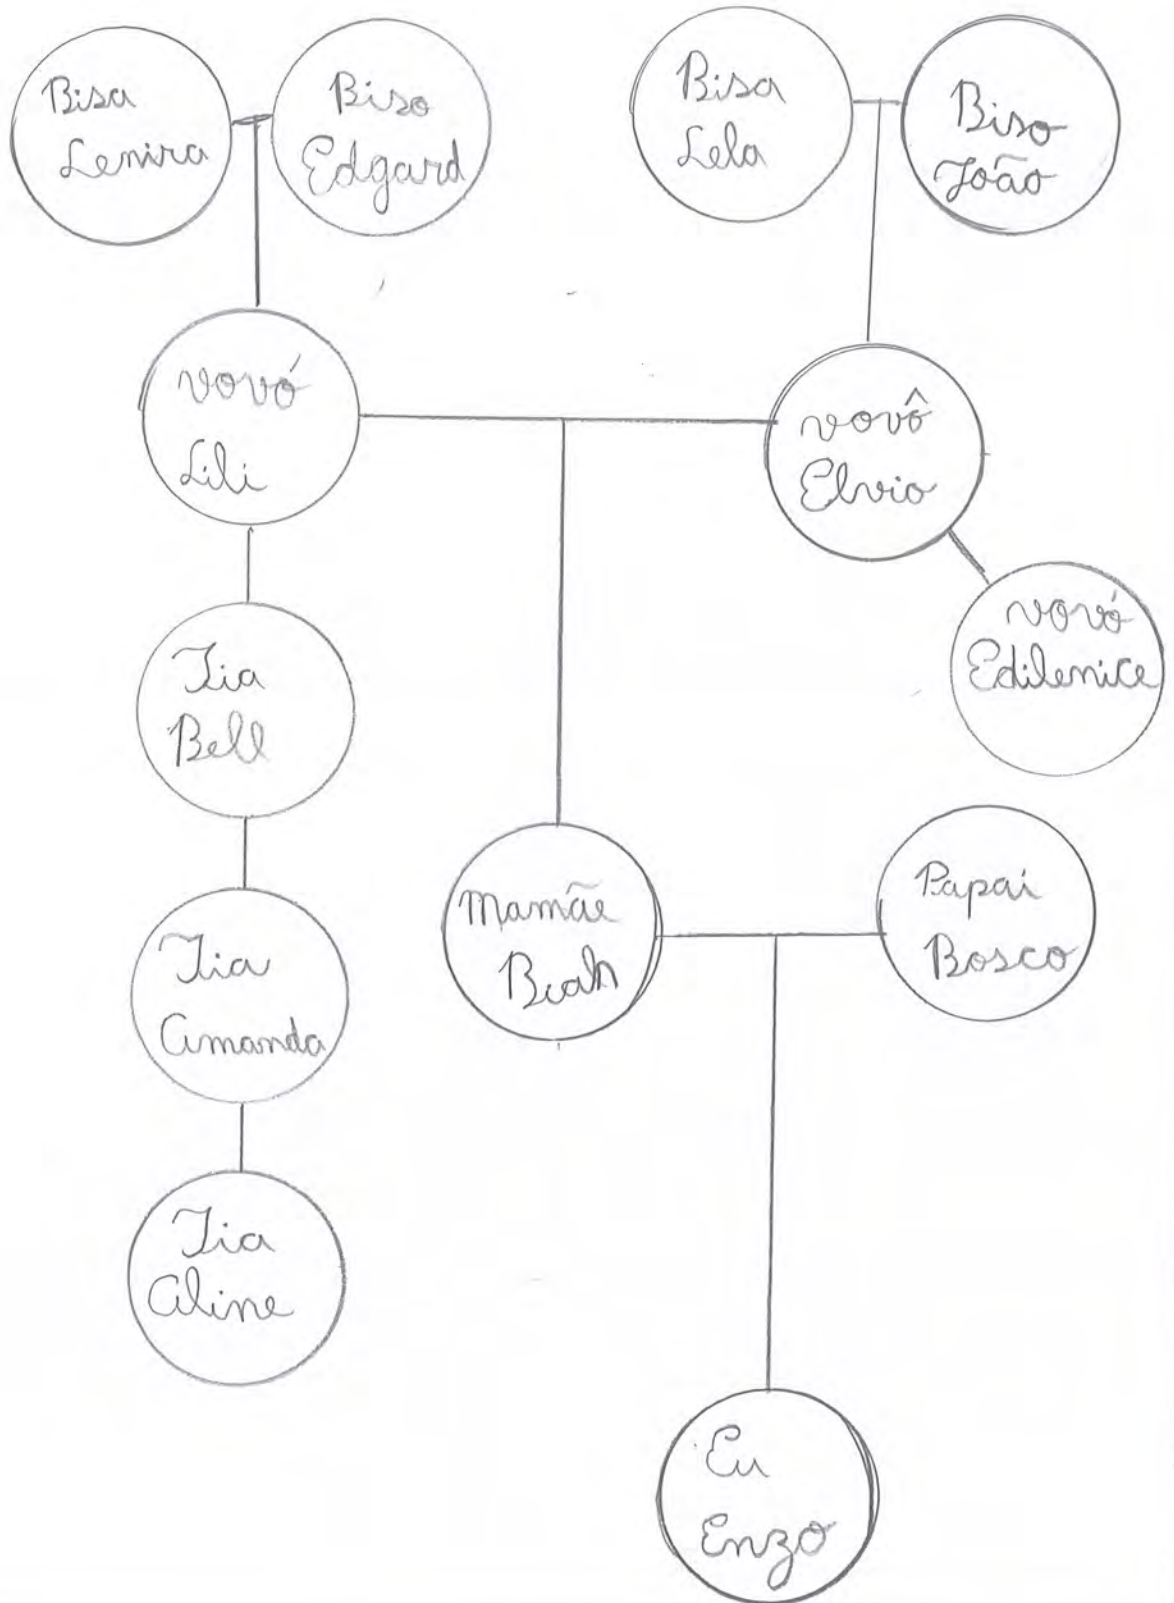 Bisa
Lenira
Biso
Edgard
Bisa
Lela
Biso
João
vovó
Lili
vovô
Elvio
vovó
Edilenice
Tia
Bell
Mamãe
Biah
Papai
Bosco
Tia
Amanda
Tia
Aline
Eu
Enzo